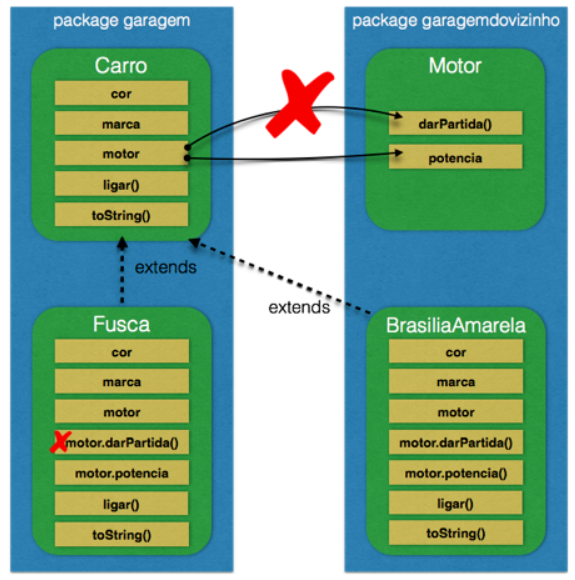 package garagem
Carro
cor
marca
motor
ligar()
toString()
extends
Fusca
cor
marca
motor
motor.darPartida()
motor.potencia
ligar()
toString()
package garagemdovizinho
Motor
darPartida()
potencia
extends
BrasiliaAmarela
cor
marca
motor
motor.darPartida()
motor.potencia()
ligar()
toString()